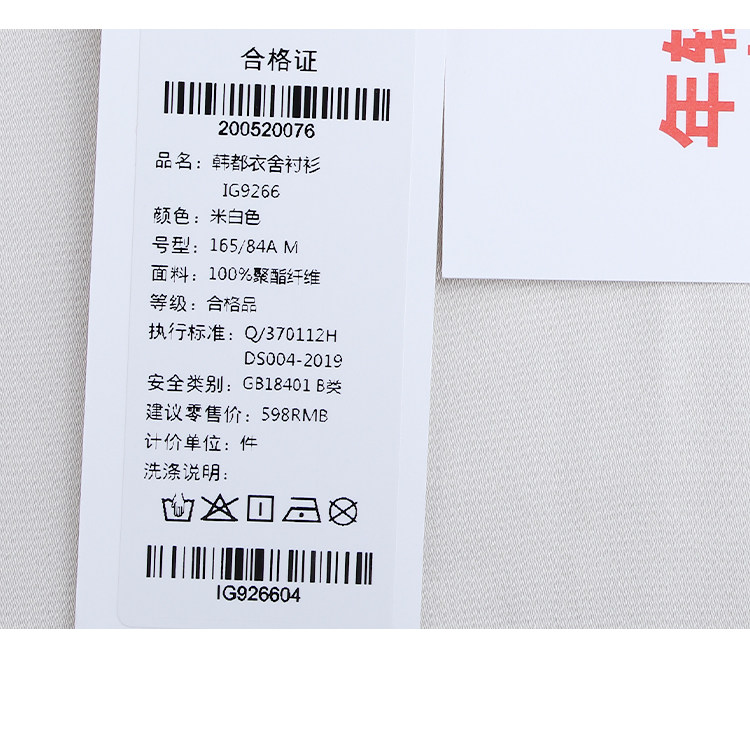 合格证
200520076
品名：韩都衣舍衬衫
IG9266
颜色：米白色
号型：165/84A M
面料：100%聚酯纤维
等级：合格品
执行标准：Q/370112H
DS004-2019
安全类别：GB18401 B类
建议零售价：598RMB
计价单位：件
洗涤说明：
IG926604
年